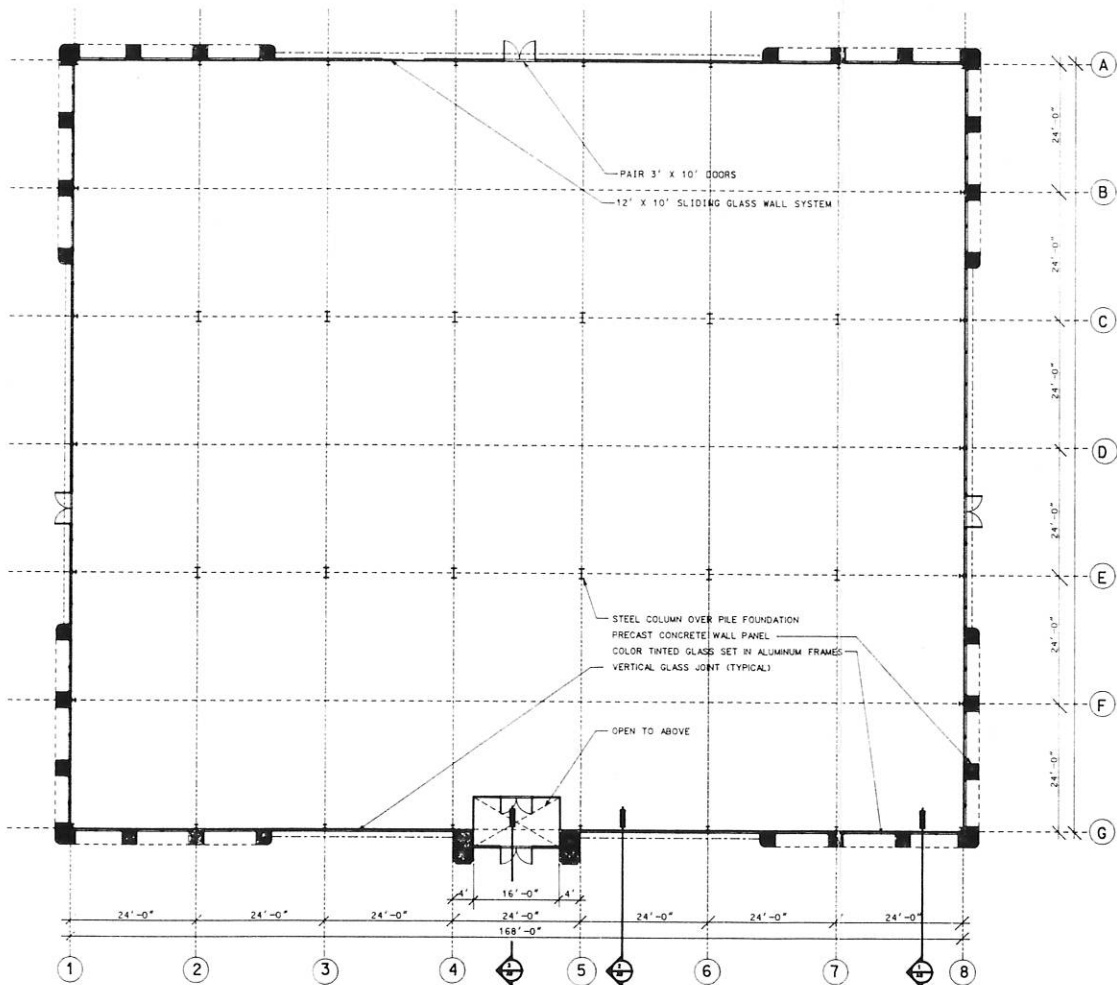 A
24'-0"
PAIR 3' X 10' DOORS
B
12' X 10' SLIDING GLASS WALL SYSTEM
24'-0"
C
24'-0"
D
24'-0"
E
STEEL COLUMN OVER PILE FOUNDATION
PRECAST CONCRETE WALL PANEL
24'-0"
COLOR TINTED GLASS SET IN ALUMINUM FRAMES
VERTICAL GLASS JOINT (TYPICAL)
F
OPEN TO ABOVE
24'-0"
G
4' 16'-0" 4'
24'-0" 24'-0" 24'-0" 24'-0" 24'-0" 24'-0" 24'-0"
168'-0"
1 2 3 4 5 6 7 8